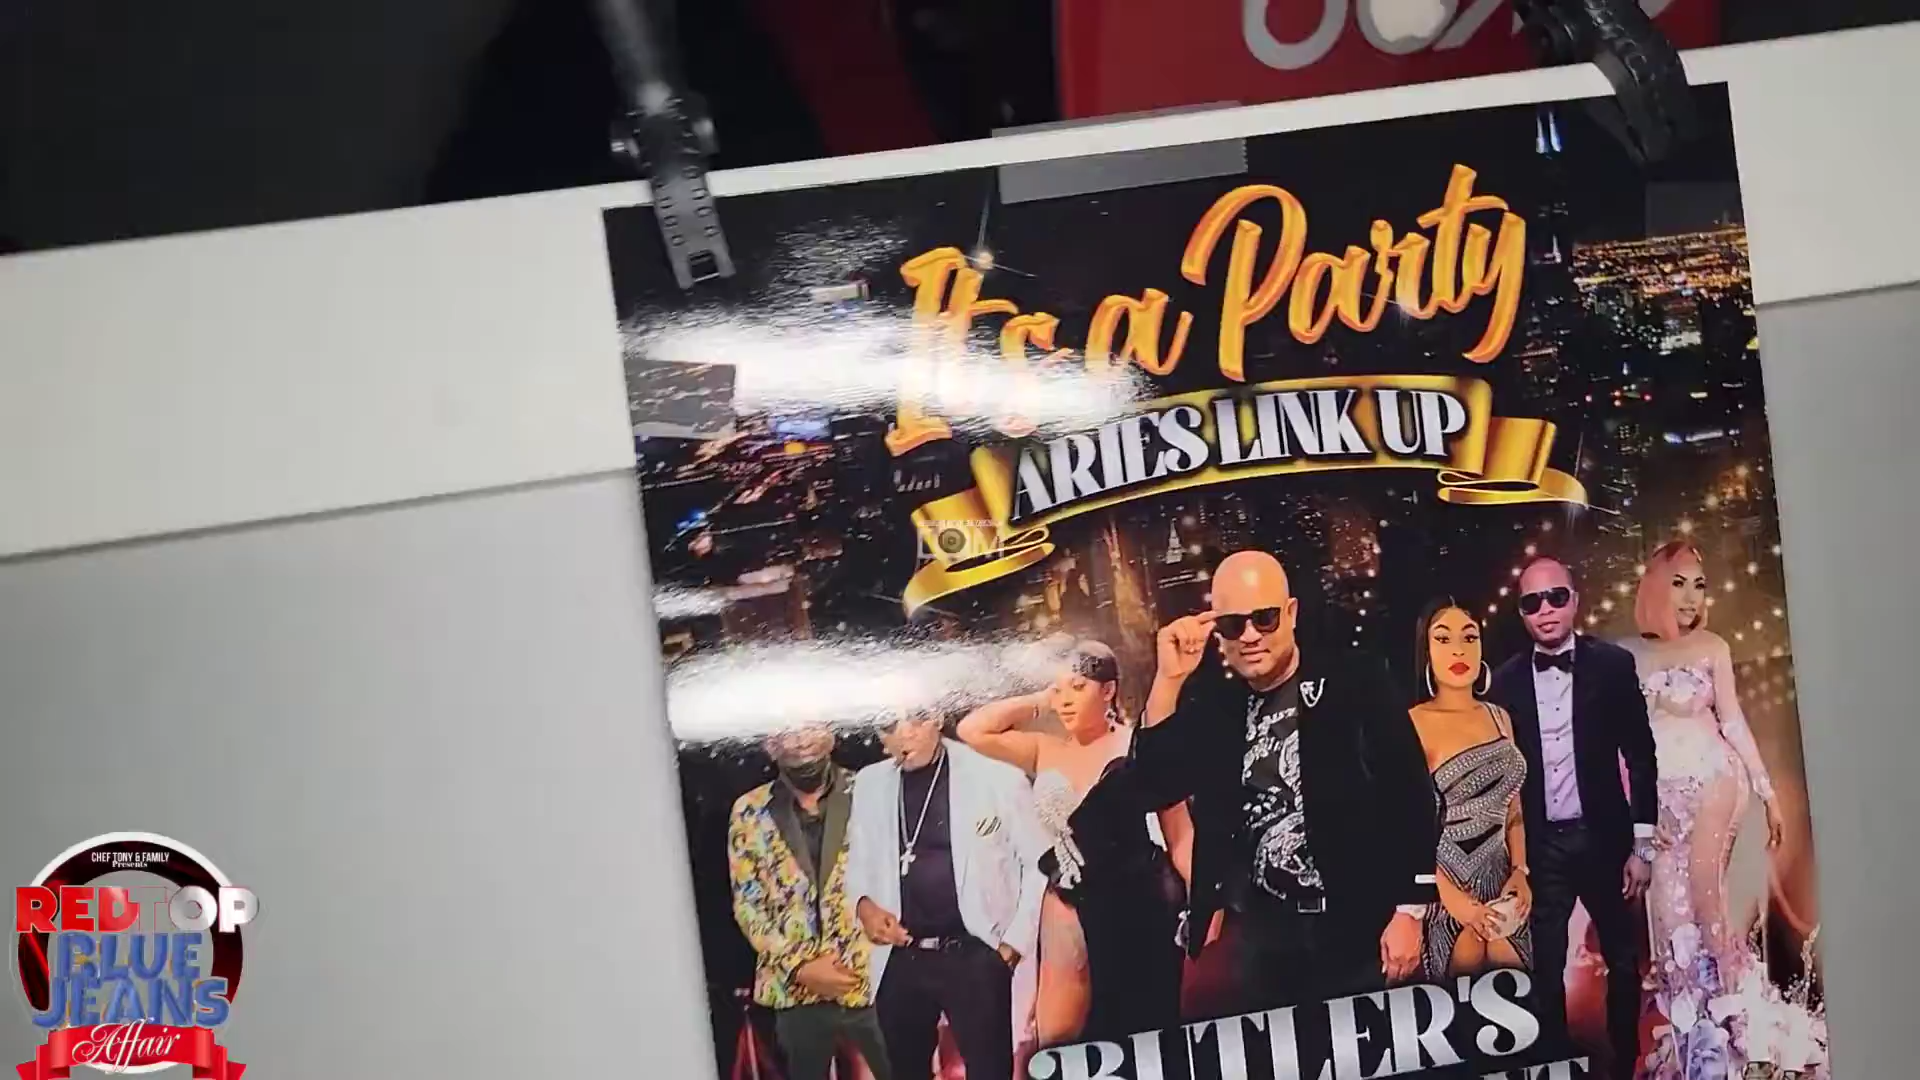 It's a Party
ARIES LINK UP
BUTLER'S
CHEF TONY & FAMILY
Presents
RED TOP
BLUE
JEANS
Affair